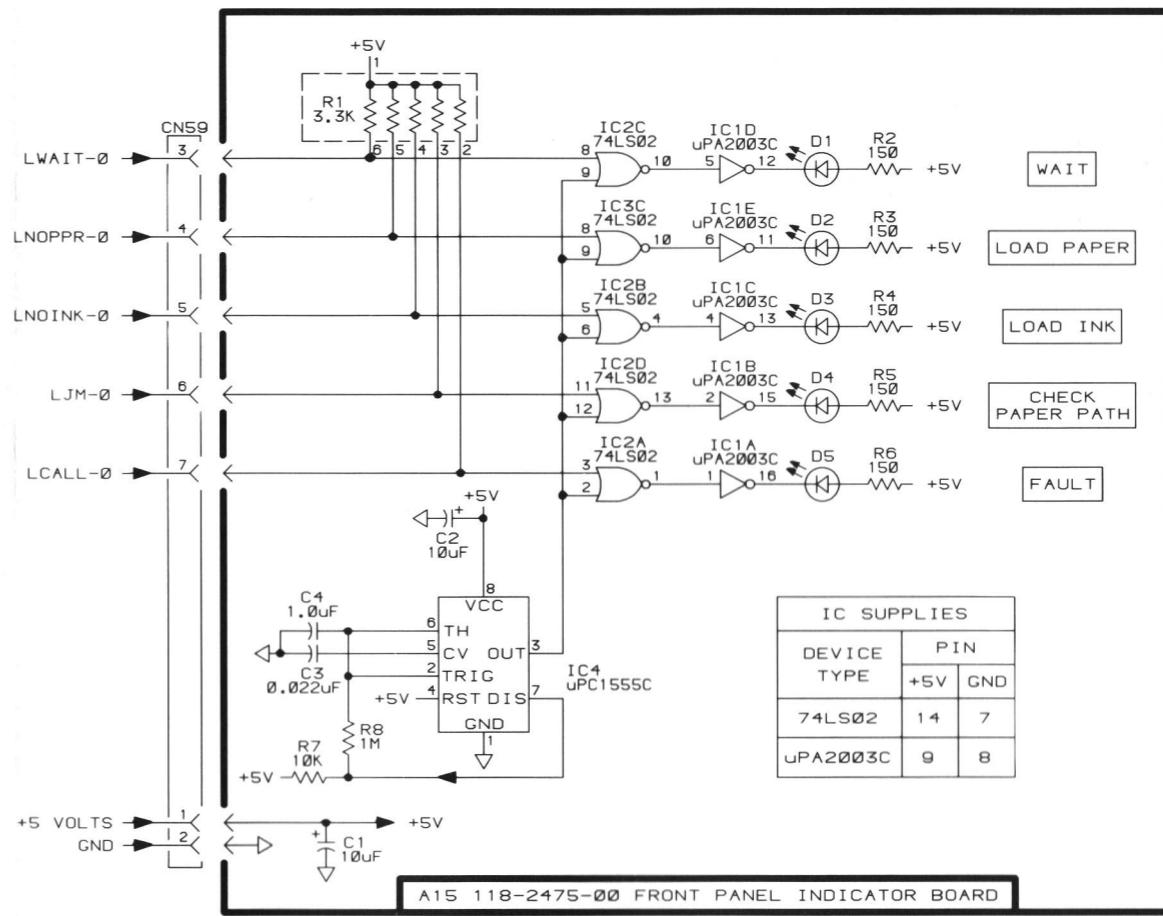 +5V
1
R1
3.3K
6 5 4 3 2
CN59
LWAIT-0 3
LNOPPR-0 4
LNOINK-0 5
LJM-0 6
LCALL-0 7
IC2C
74LS02
8
9
10
IC1D
uPA2003C
5 12
D1
R2
150
+5V
WAIT
IC3C
74LS02
8
9
10
IC1E
uPA2003C
6 11
D2
R3
150
+5V
LOAD PAPER
IC2B
74LS02
5
6
4
IC1C
uPA2003C
4 13
D3
R4
150
+5V
LOAD INK
IC2D
74LS02
11
12
13
IC1B
uPA2003C
2 15
D4
R5
150
+5V
CHECK
PAPER PATH
IC2A
74LS02
3
2
1
IC1A
uPA2003C
1 16
D5
R6
150
+5V
FAULT
+5V
+
C2
10uF
8
VCC
C4
1.0uF
6 TH
5 CV OUT 3
C3
0.022uF
2 TRIG
+5V 4 RST DIS 7
GND
1
IC4
uPC1555C
R8
1M
R7
10K
+5V
IC SUPPLIES
DEVICE
TYPE
PIN
+5V GND
74LS02 14 7
uPA2003C 9 8
+5 VOLTS 1
+5V
GND 2
+
C1
10uF
A15 118-2475-00 FRONT PANEL INDICATOR BOARD